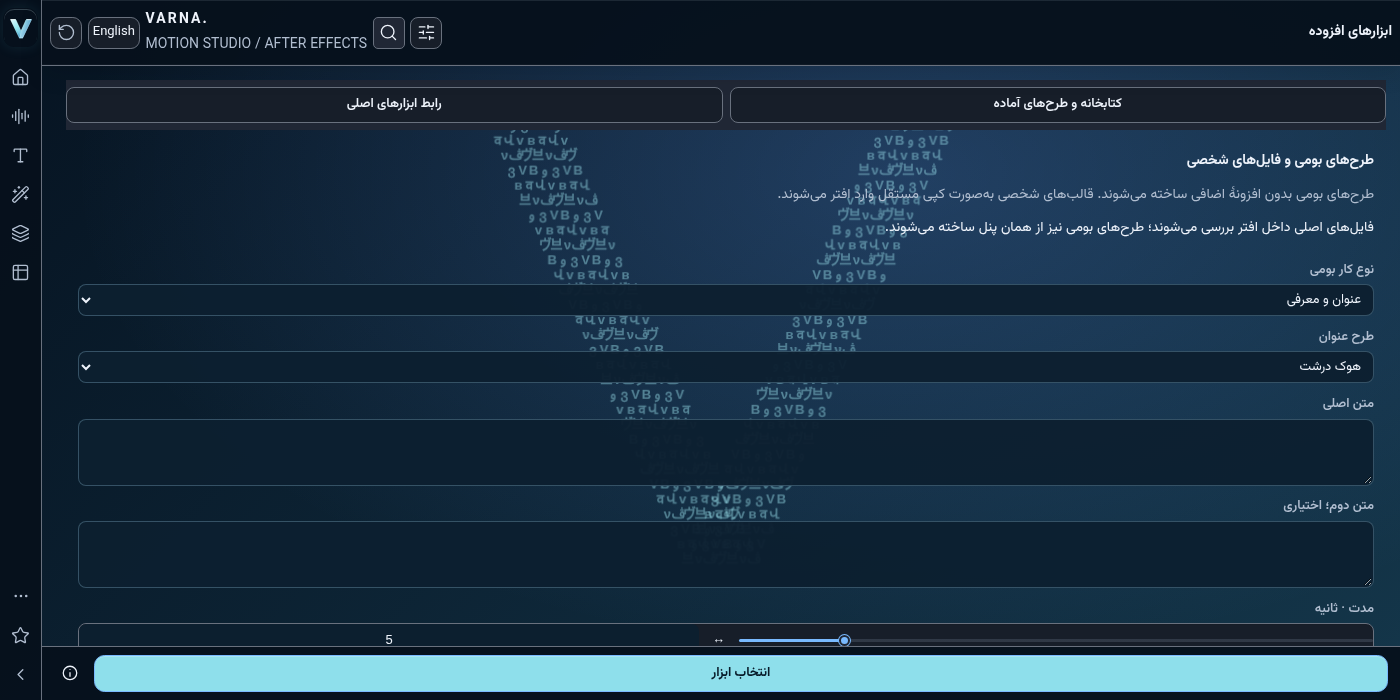 ابزارهای افزوده
VARNA.
MOTION STUDIO / AFTER EFFECTS
English
کتابخانه و طرح‌های آماده
رابط ابزارهای اصلی
طرح‌های بومی و فایل‌های شخصی
طرح‌های بومی بدون افزونهٔ اضافی ساخته می‌شوند. قالب‌های شخصی به‌صورت کپی مستقل وارد افتر می‌شوند.
فایل‌های اصلی داخل افتر بررسی می‌شوند؛ طرح‌های بومی نیز از همان پنل ساخته می‌شوند.
نوع کار بومی
عنوان و معرفی
طرح عنوان
هوک درشت
متن اصلی
متن دوم؛ اختیاری
مدت · ثانیه
5
انتخاب ابزار